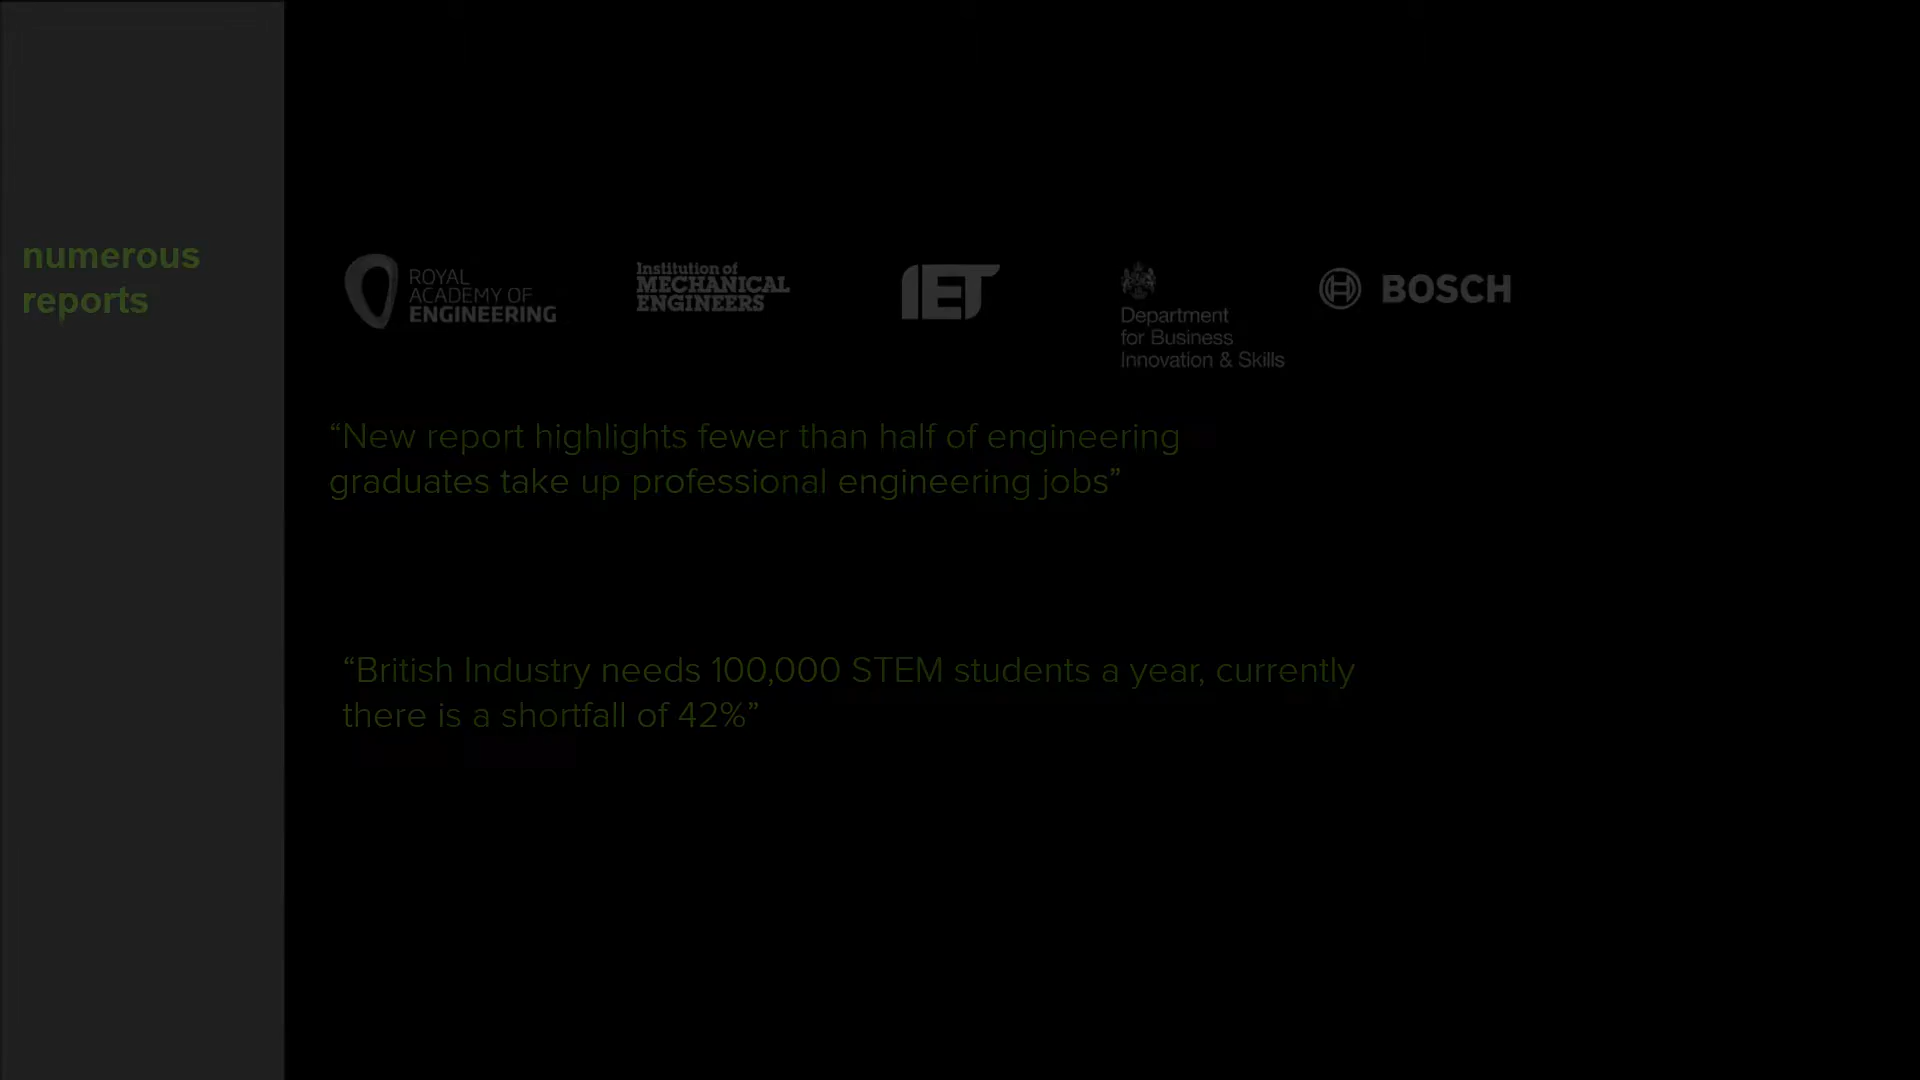 numerous
reports
ROYAL
ACADEMY OF
ENGINEERING
Institution of
MECHANICAL
ENGINEERS
IET
Department
for Business
Innovation & Skills
BOSCH
“New report highlights fewer than half of engineering
graduates take up professional engineering jobs”
“British Industry needs 100,000 STEM students a year, currently
there is a shortfall of 42%”